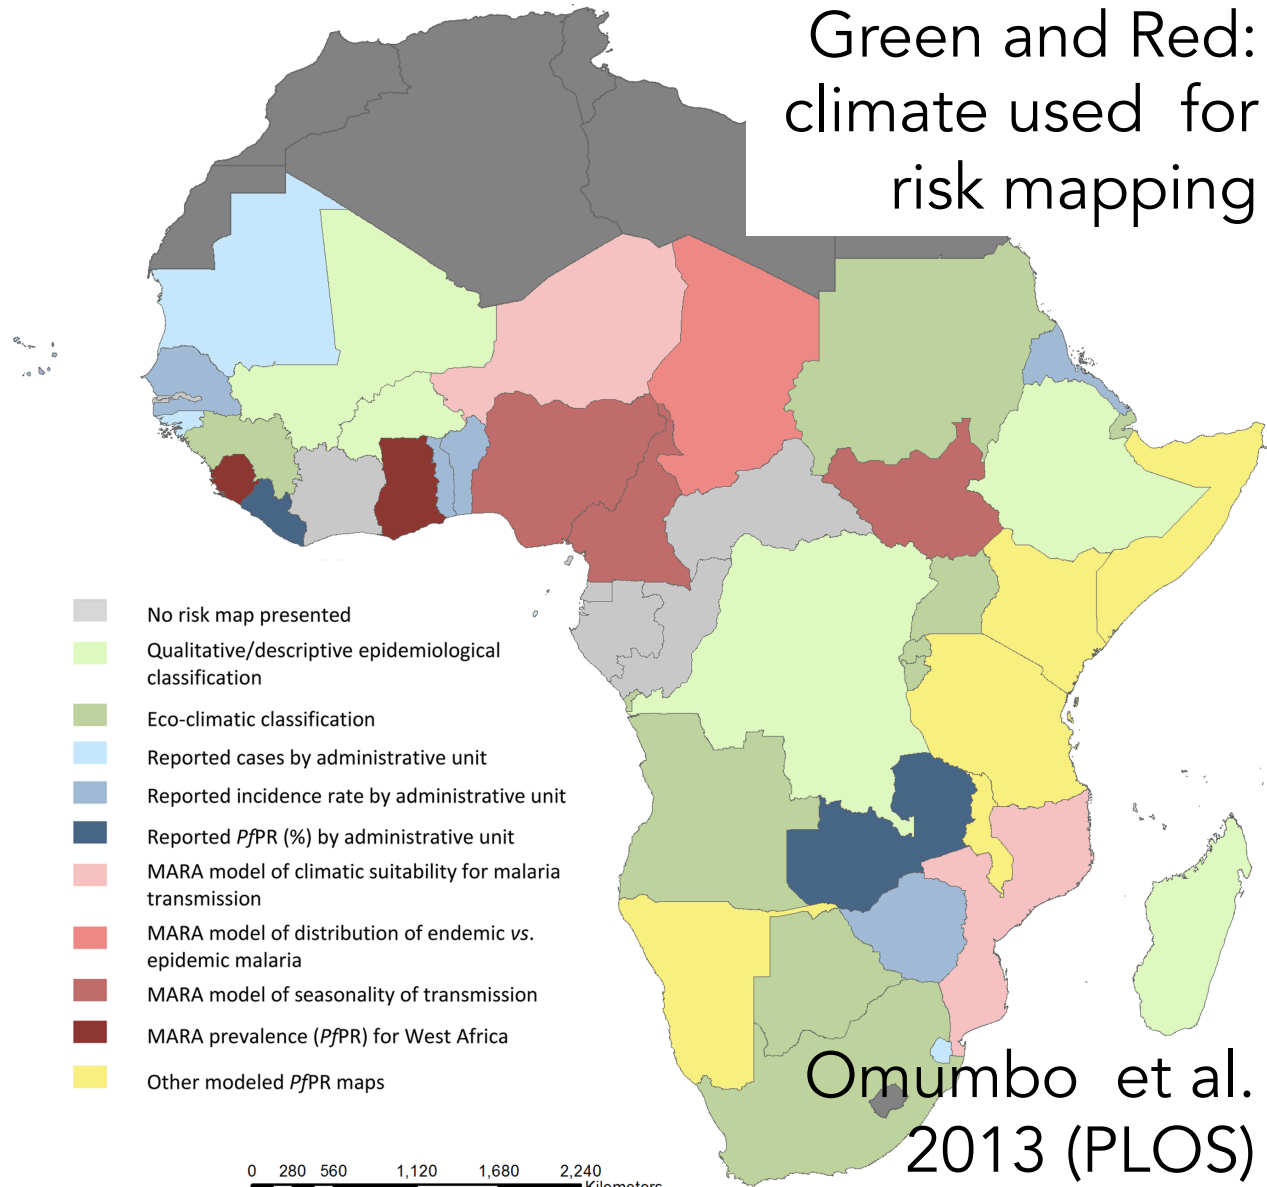 Green and Red:
climate used for
risk mapping
No risk map presented
Qualitative/descriptive epidemiological
classification
Eco-climatic classification
Reported cases by administrative unit
Reported incidence rate by administrative unit
Reported PfPR (%) by administrative unit
MARA model of climatic suitability for malaria
transmission
MARA model of distribution of endemic vs.
epidemic malaria
MARA model of seasonality of transmission
MARA prevalence (PfPR) for West Africa
Other modeled PfPR maps
Omumbo et al.
2013 (PLOS)
0 280 560 1,120 1,680 2,240
Kilometers